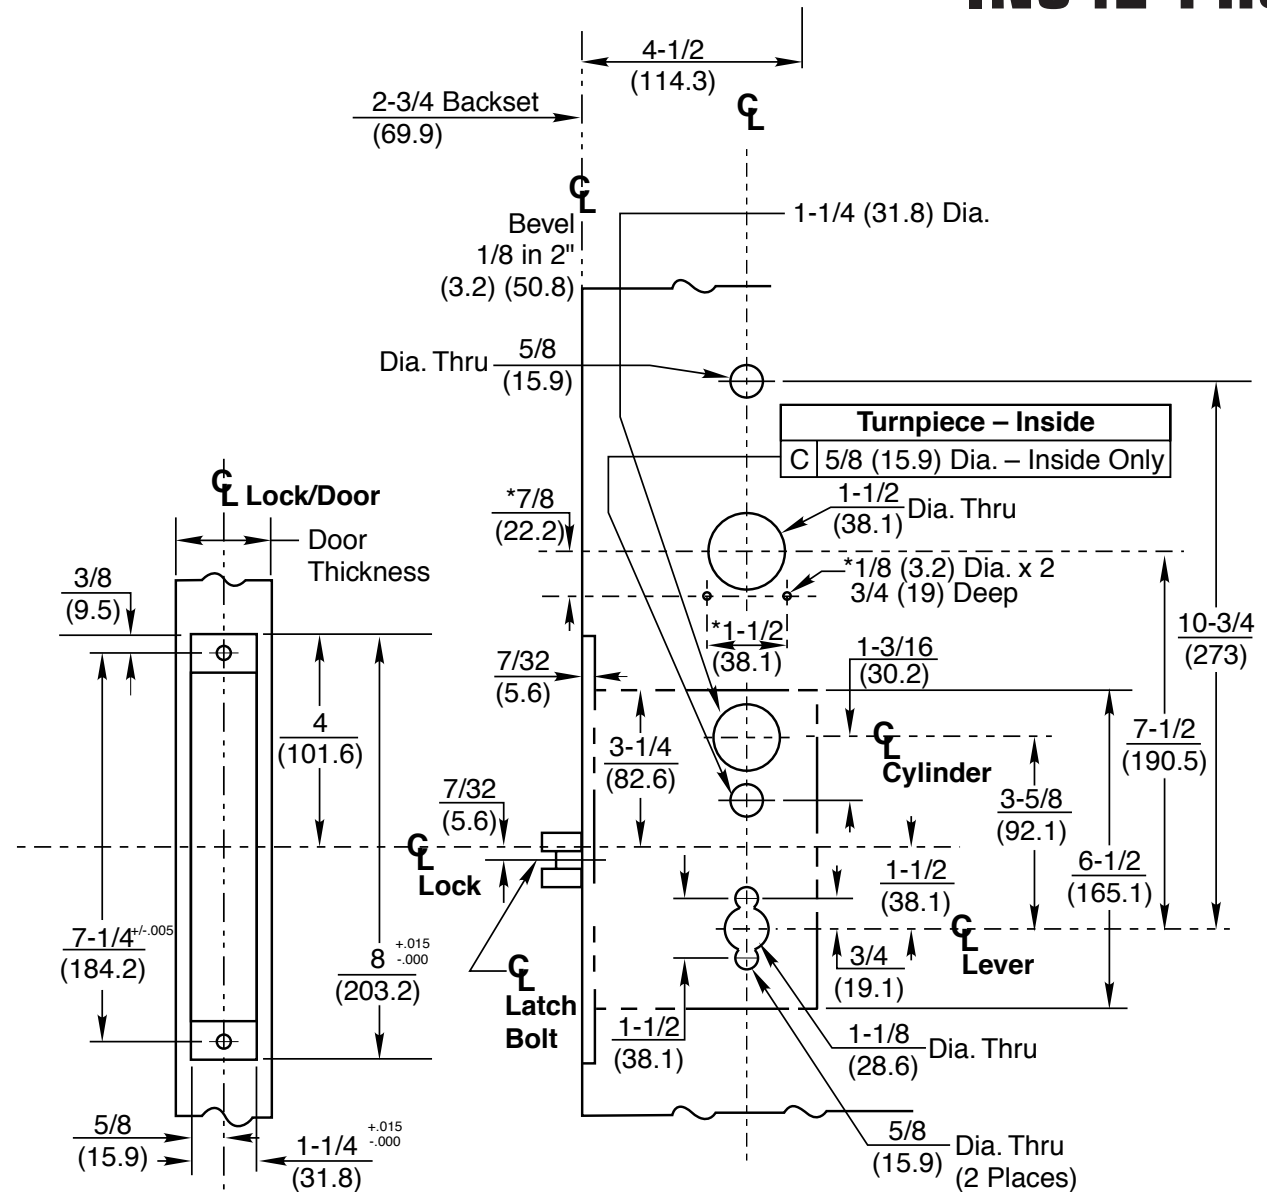 4-1/2
(114.3)
2-3/4 Backset
(69.9)
CL
CL
1-1/4 (31.8) Dia.
Bevel
1/8 in 2"
(3.2) (50.8)
Dia. Thru 5/8
(15.9)
Turnpiece – Inside
C 5/8 (15.9) Dia. – Inside Only
CL Lock/Door
*7/8
(22.2)
1-1/2
(38.1) Dia. Thru
Door
Thickness
3/8
(9.5)
*1/8 (3.2) Dia. x 2
3/4 (19) Deep
*1-1/2
(38.1)
10-3/4
(273)
7/32
(5.6)
1-3/16
(30.2)
4
(101.6)
3-1/4
(82.6)
CL
Cylinder
7-1/2
(190.5)
7/32
(5.6)
3-5/8
(92.1)
CL
Lock
1-1/2
(38.1)
6-1/2
(165.1)
7-1/4 +/-.005
(184.2)
8 +.015
-.000
(203.2)
CL
Latch
Bolt
3/4
(19.1)
CL
Lever
1-1/2
(38.1)
1-1/8
(28.6) Dia. Thru
5/8
(15.9)
1-1/4 +.015
-.000
(31.8)
5/8
(15.9) Dia. Thru
(2 Places)